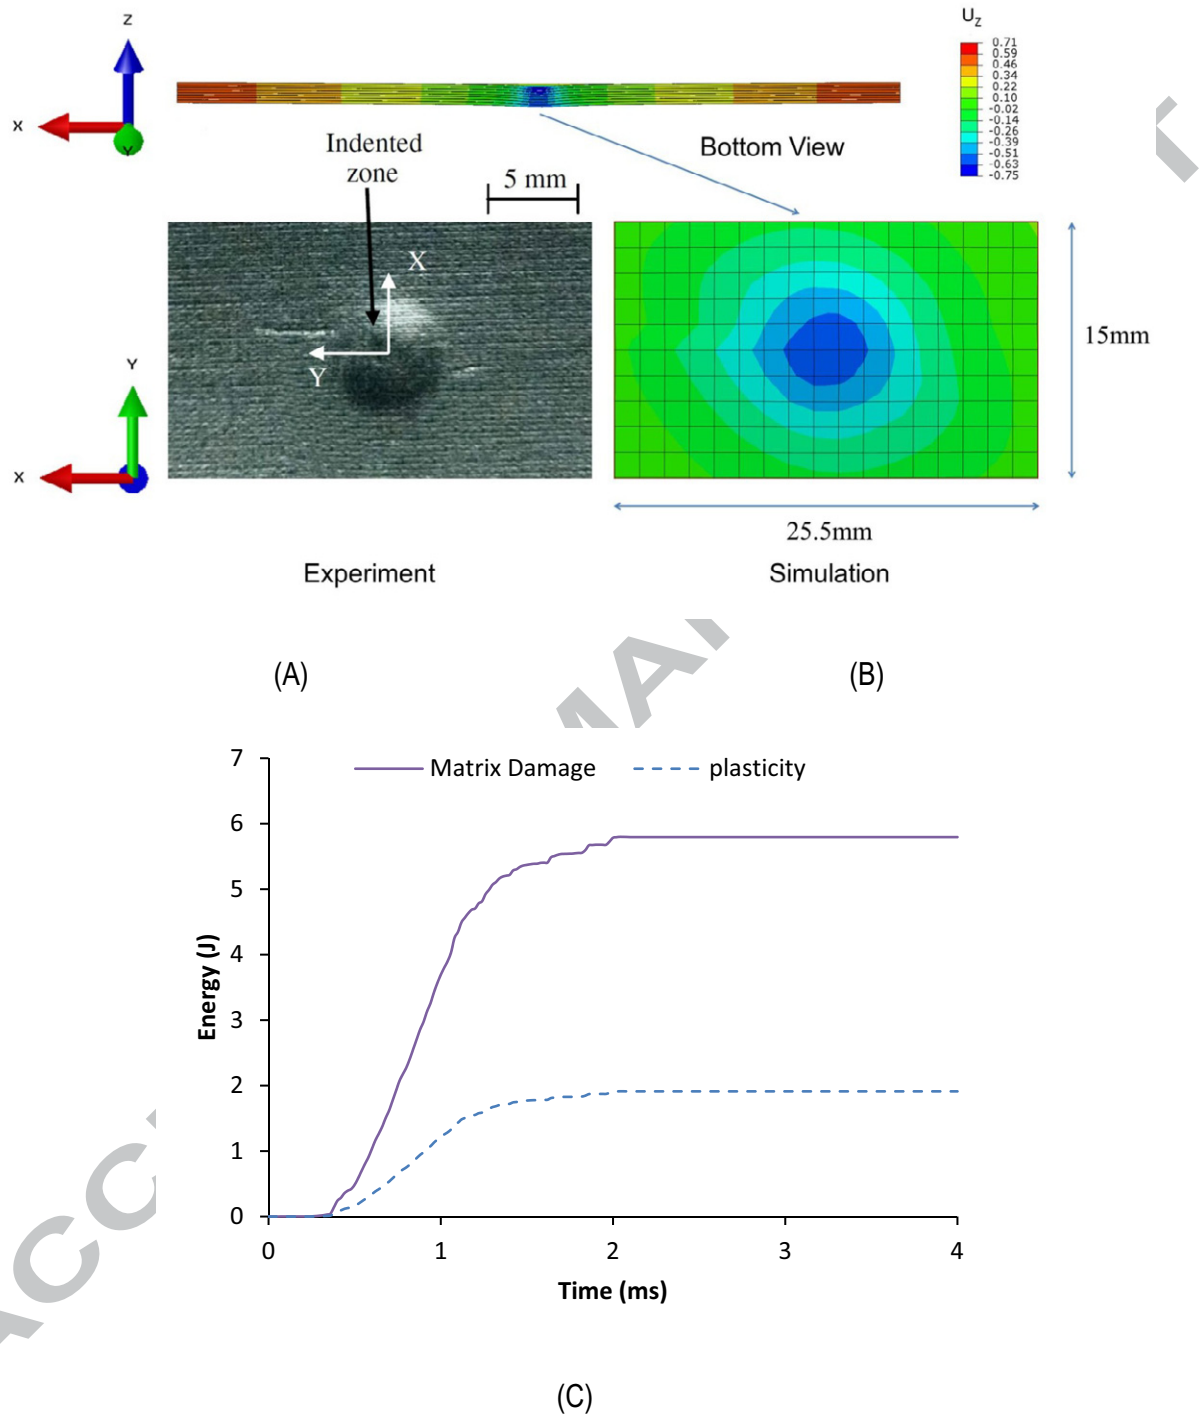 Z
X
Y
U_Z
0.71
0.59
0.46
0.34
0.22
0.10
-0.02
-0.14
-0.26
-0.39
-0.51
-0.63
-0.75
Indented
zone
5 mm
Bottom View
X
Y
Y
X
15mm
25.5mm
Experiment
Simulation
(A)
(B)
Matrix Damage
plasticity
7
6
5
4
3
2
1
0
Energy (J)
0 1 2 3 4
Time (ms)
(C)